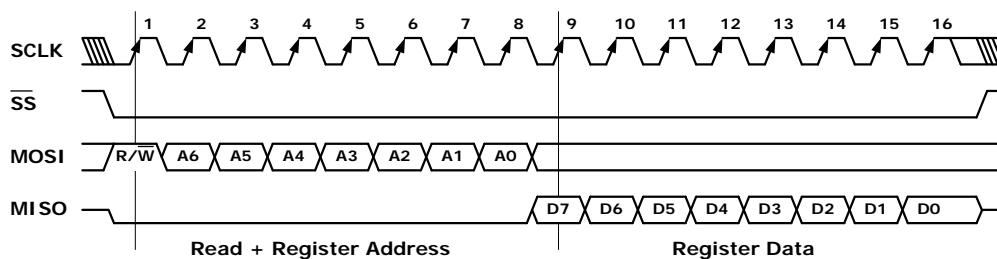 1 2 3 4 5 6 7 8 9 10 11 12 13 14 15 16
SCLK
S̅S̅
MOSI R/W̅ A6 A5 A4 A3 A2 A1 A0
MISO D7 D6 D5 D4 D3 D2 D1 D0
Read + Register Address Register Data